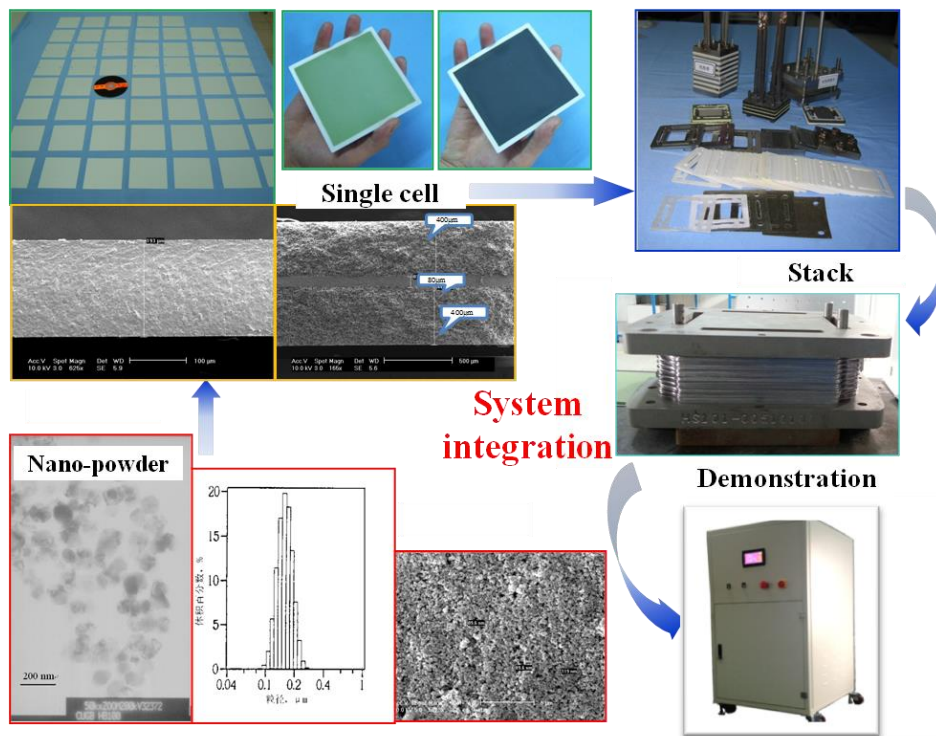 Single cell
Stack
400μm
80μm
400μm
Acc.V Spot Magn Det WD 100 μm
10.0 kV 3.0 625x SE 5.9
Acc.V Spot Magn Det WD 500 μm
10.0 kV 3.0 165x SE 5.6
System
integration
Demonstration
Nano-powder
200 nm
体积百分数, %
20
15
10
5
0
0.04 0.1 0.2 1
粒径, μm